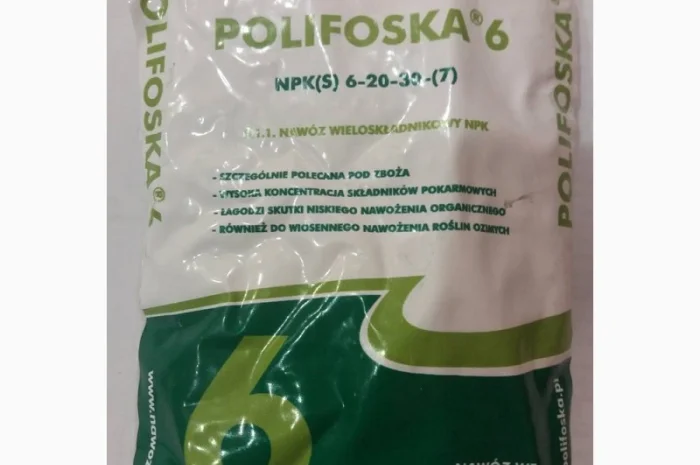 POLIFOSKA® 6
NPK(S) 6-20-30-(7)
NAWÓZ WIELOSKŁADNIKOWY NPK
- SZCZEGÓLNIE POLECANA POD ZBOŻA
- WYSOKA KONCENTRACJA SKŁADNIKÓW POKARMOWYCH
- ŁAGODZI SKUTKI NISKIEGO NAWOŻENIA ORGANICZNEGO
- RÓWNIEŻ DO WIOSENNEGO NAWOŻENIA ROŚLIN OZIMYCH
POLIFOSKA® 6
POLIFOSKA
6